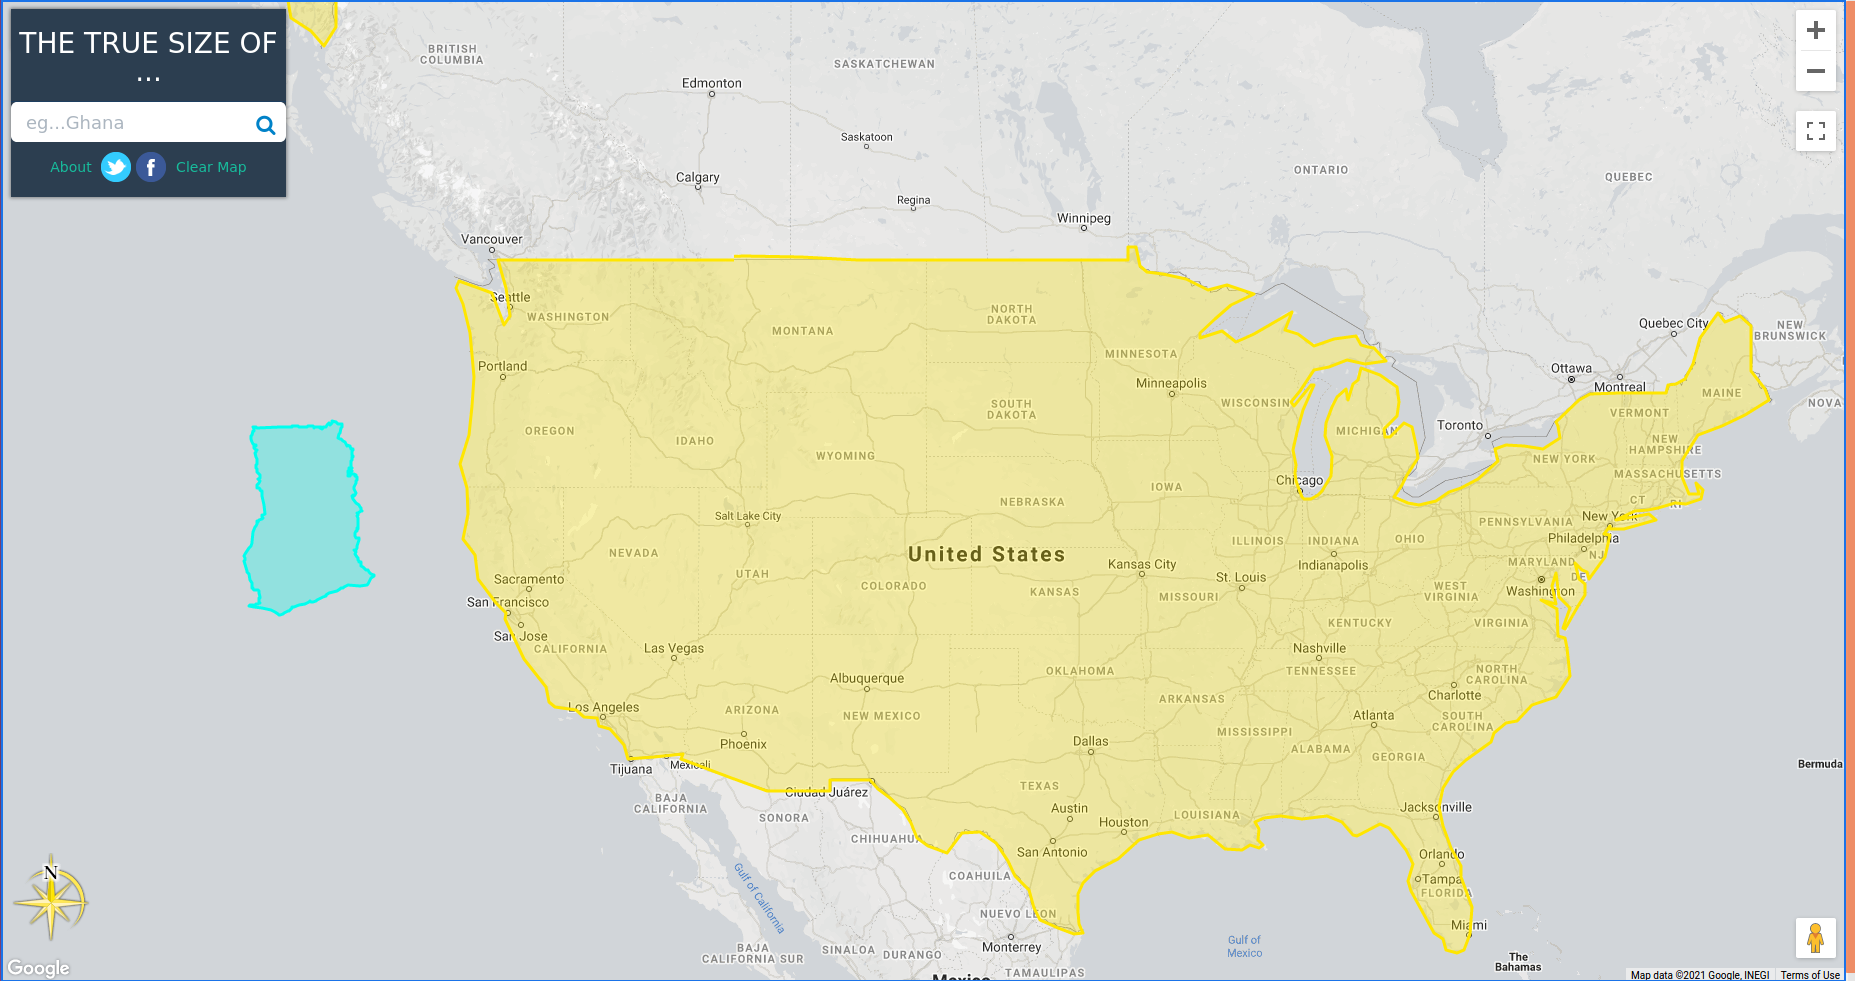 THE TRUE SIZE OF
...
eg...Ghana
About
Clear Map
BRITISH
COLUMBIA
SASKATCHEWAN
Edmonton
Saskatoon
Calgary
Regina
Winnipeg
ONTARIO
QUEBEC
Vancouver
Seattle
WASHINGTON
MONTANA
NORTH
DAKOTA
MINNESOTA
Quebec City
NEW
BRUNSWICK
Portland
Minneapolis
Ottawa
Montreal
MAINE
NOVA
OREGON
IDAHO
SOUTH
DAKOTA
WISCONSIN
MICHIGAN
Toronto
VERMONT
NEW
HAMPSHIRE
WYOMING
NEW YORK
MASSACHUSETTS
Chicago
IOWA
NEBRASKA
CT
RI
Salt Lake City
PENNSYLVANIA
New York
NEVADA
United States
ILLINOIS
INDIANA
OHIO
Philadelphia
NJ
UTAH
COLORADO
Kansas City
Indianapolis
MARYLAND
DE
Sacramento
KANSAS
St. Louis
MISSOURI
WEST
VIRGINIA
Washington
San Francisco
San Jose
CALIFORNIA
Las Vegas
KENTUCKY
VIRGINIA
Nashville
Albuquerque
OKLAHOMA
TENNESSEE
NORTH
CAROLINA
Charlotte
Los Angeles
ARIZONA
NEW MEXICO
ARKANSAS
Atlanta
SOUTH
CAROLINA
Phoenix
Dallas
MISSISSIPPI
ALABAMA
GEORGIA
Tijuana
Mexicali
Bermuda
Ciudad Juárez
TEXAS
BAJA
CALIFORNIA
SONORA
Austin
Houston
LOUISIANA
Jacksonville
CHIHUAHUA
San Antonio
Orlando
N
Gulf of California
COAHUILA
Tampa
FLORIDA
NUEVO LEON
Miami
Monterrey
Gulf of
Mexico
BAJA
CALIFORNIA SUR
SINALOA
DURANGO
The
Bahamas
TAMAULIPAS
Mexico
Google
Map data ©2021 Google, INEGI
Terms of Use